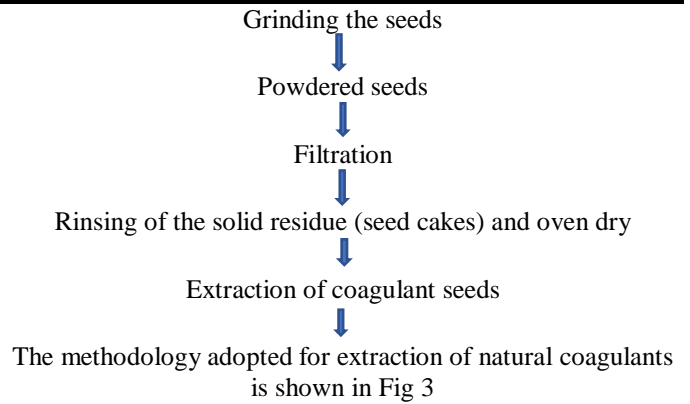 Grinding the seeds
Powdered seeds
Filtration
Rinsing of the solid residue (seed cakes) and oven dry
Extraction of coagulant seeds
The methodology adopted for extraction of natural coagulants
is shown in Fig 3